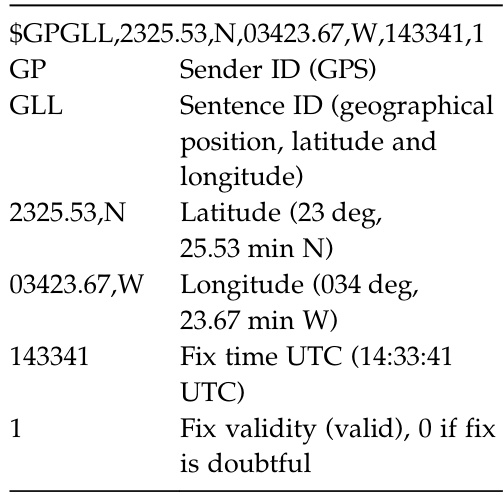 $GPGLL,2325.53,N,03423.67,W,143341,1
GP Sender ID (GPS)
GLL Sentence ID (geographical
position, latitude and
longitude)
2325.53,N Latitude (23 deg,
25.53 min N)
03423.67,W Longitude (034 deg,
23.67 min W)
143341 Fix time UTC (14:33:41
UTC)
1 Fix validity (valid), 0 if fix
is doubtful